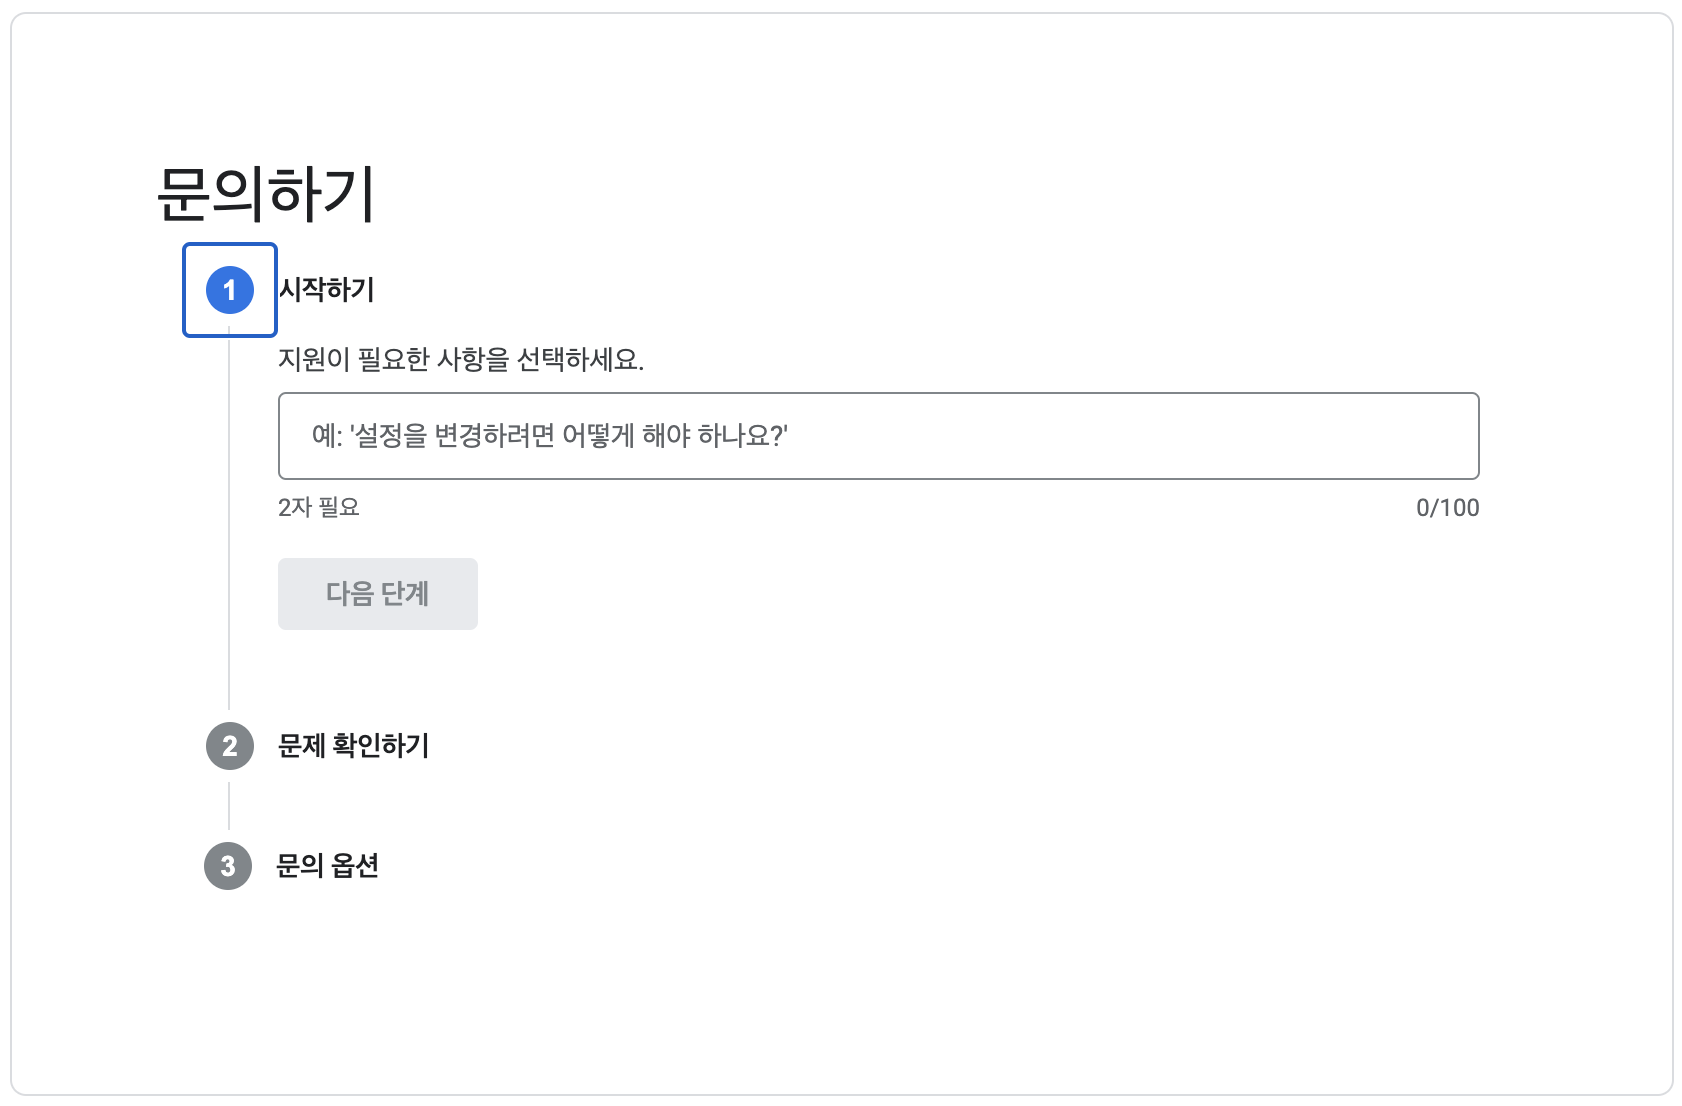 문의하기
1 시작하기
지원이 필요한 사항을 선택하세요.
예: '설정을 변경하려면 어떻게 해야 하나요?'
2자 필요 0/100
다음 단계
2 문제 확인하기
3 문의 옵션